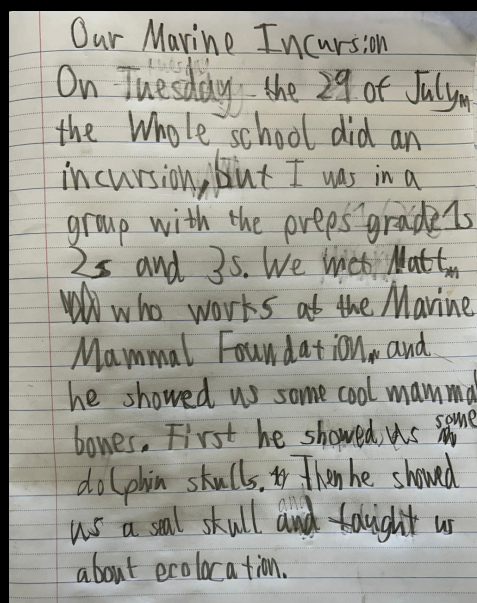 Our Marine Incursion
On Tuesday the 29 of July
the Whole school did an
incursion, but I was in a
group with the preps grade 1s
2s and 3s. We met Matt
who works at the Marine
Mammal Foundation, and
he showed us some cool mammal
bones. First he showed us some
dolphin skulls. Then he showed
us a seal skull and taught us
about ecolocation.